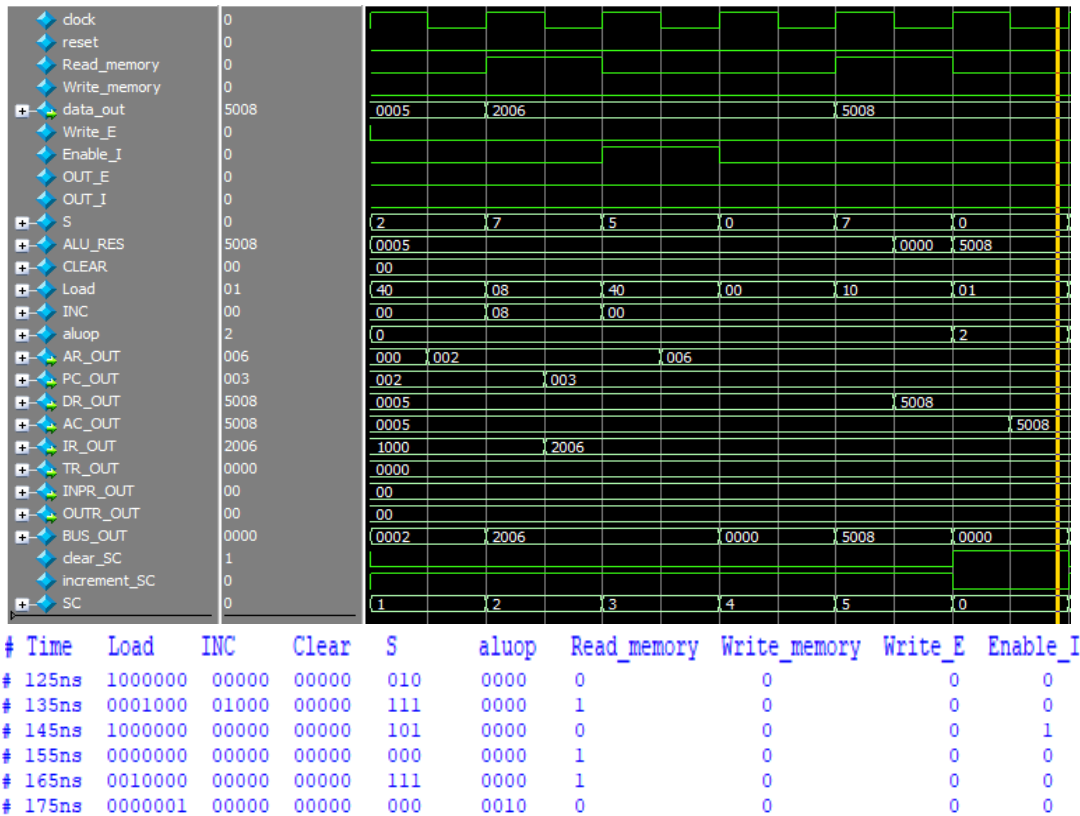 clock 0
reset 0
Read_memory 0
Write_memory 0
data_out 5008 0005 2006 5008
Write_E 0
Enable_I 0
OUT_E 0
OUT_I 0
S 0 2 7 5 0 7 0
ALU_RES 5008 0005 0000 5008
CLEAR 00 00
Load 01 40 08 40 00 10 01
INC 00 00 08 00
aluop 2 0 2
AR_OUT 006 000 002 006
PC_OUT 003 002 003
DR_OUT 5008 0005 5008
AC_OUT 5008 0005 5008
IR_OUT 2006 1000 2006
TR_OUT 0000 0000
INPR_OUT 00 00
OUTR_OUT 00 00
BUS_OUT 0000 0002 2006 0000 5008 0000
clear_SC 1
increment_SC 0
SC 0 1 2 3 4 5 0
# Time Load INC Clear S aluop Read_memory Write_memory Write_E Enable_I
# 125ns 1000000 00000 00000 010 0000 0 0 0 0
# 135ns 0001000 01000 00000 111 0000 1 0 0 0
# 145ns 1000000 00000 00000 101 0000 0 0 0 1
# 155ns 0000000 00000 00000 000 0000 1 0 0 0
# 165ns 0010000 00000 00000 111 0000 1 0 0 0
# 175ns 0000001 00000 00000 000 0010 0 0 0 0